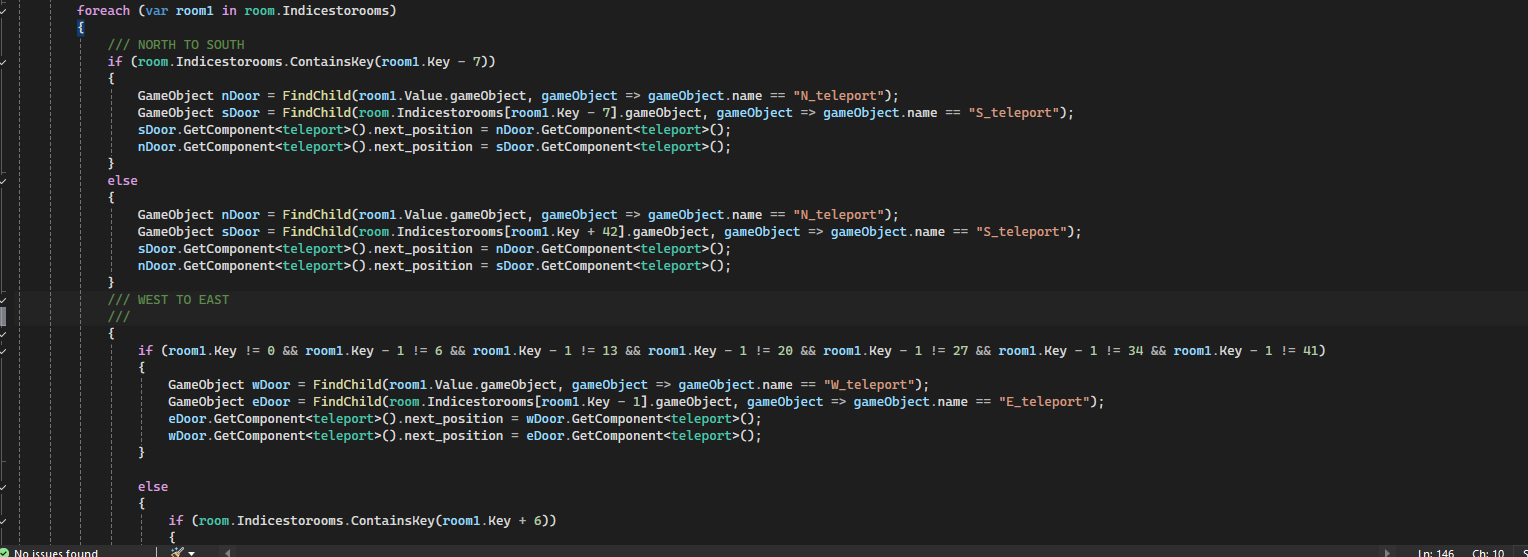 foreach (var room1 in room.Indicestorooms)
{
/// NORTH TO SOUTH
if (room.Indicestorooms.ContainsKey(room1.Key - 7))
{
GameObject nDoor = FindChild(room1.Value.gameObject, gameObject => gameObject.name == "N_teleport");
GameObject sDoor = FindChild(room.Indicestorooms[room1.Key - 7].gameObject, gameObject => gameObject.name == "S_teleport");
sDoor.GetComponent<teleport>().next_position = nDoor.GetComponent<teleport>();
nDoor.GetComponent<teleport>().next_position = sDoor.GetComponent<teleport>();
}
else
{
GameObject nDoor = FindChild(room1.Value.gameObject, gameObject => gameObject.name == "N_teleport");
GameObject sDoor = FindChild(room.Indicestorooms[room1.Key + 42].gameObject, gameObject => gameObject.name == "S_teleport");
sDoor.GetComponent<teleport>().next_position = nDoor.GetComponent<teleport>();
nDoor.GetComponent<teleport>().next_position = sDoor.GetComponent<teleport>();
}
/// WEST TO EAST
///
{
if (room1.Key != 0 && room1.Key - 1 != 6 && room1.Key - 1 != 13 && room1.Key - 1 != 20 && room1.Key - 1 != 27 && room1.Key - 1 != 34 && room1.Key - 1 != 41)
{
GameObject wDoor = FindChild(room1.Value.gameObject, gameObject => gameObject.name == "W_teleport");
GameObject eDoor = FindChild(room.Indicestorooms[room1.Key - 1].gameObject, gameObject => gameObject.name == "E_teleport");
eDoor.GetComponent<teleport>().next_position = wDoor.GetComponent<teleport>();
wDoor.GetComponent<teleport>().next_position = eDoor.GetComponent<teleport>();
}
else
{
if (room.Indicestorooms.ContainsKey(room1.Key + 6))
{
No issues found Ln: 146 Ch: 10